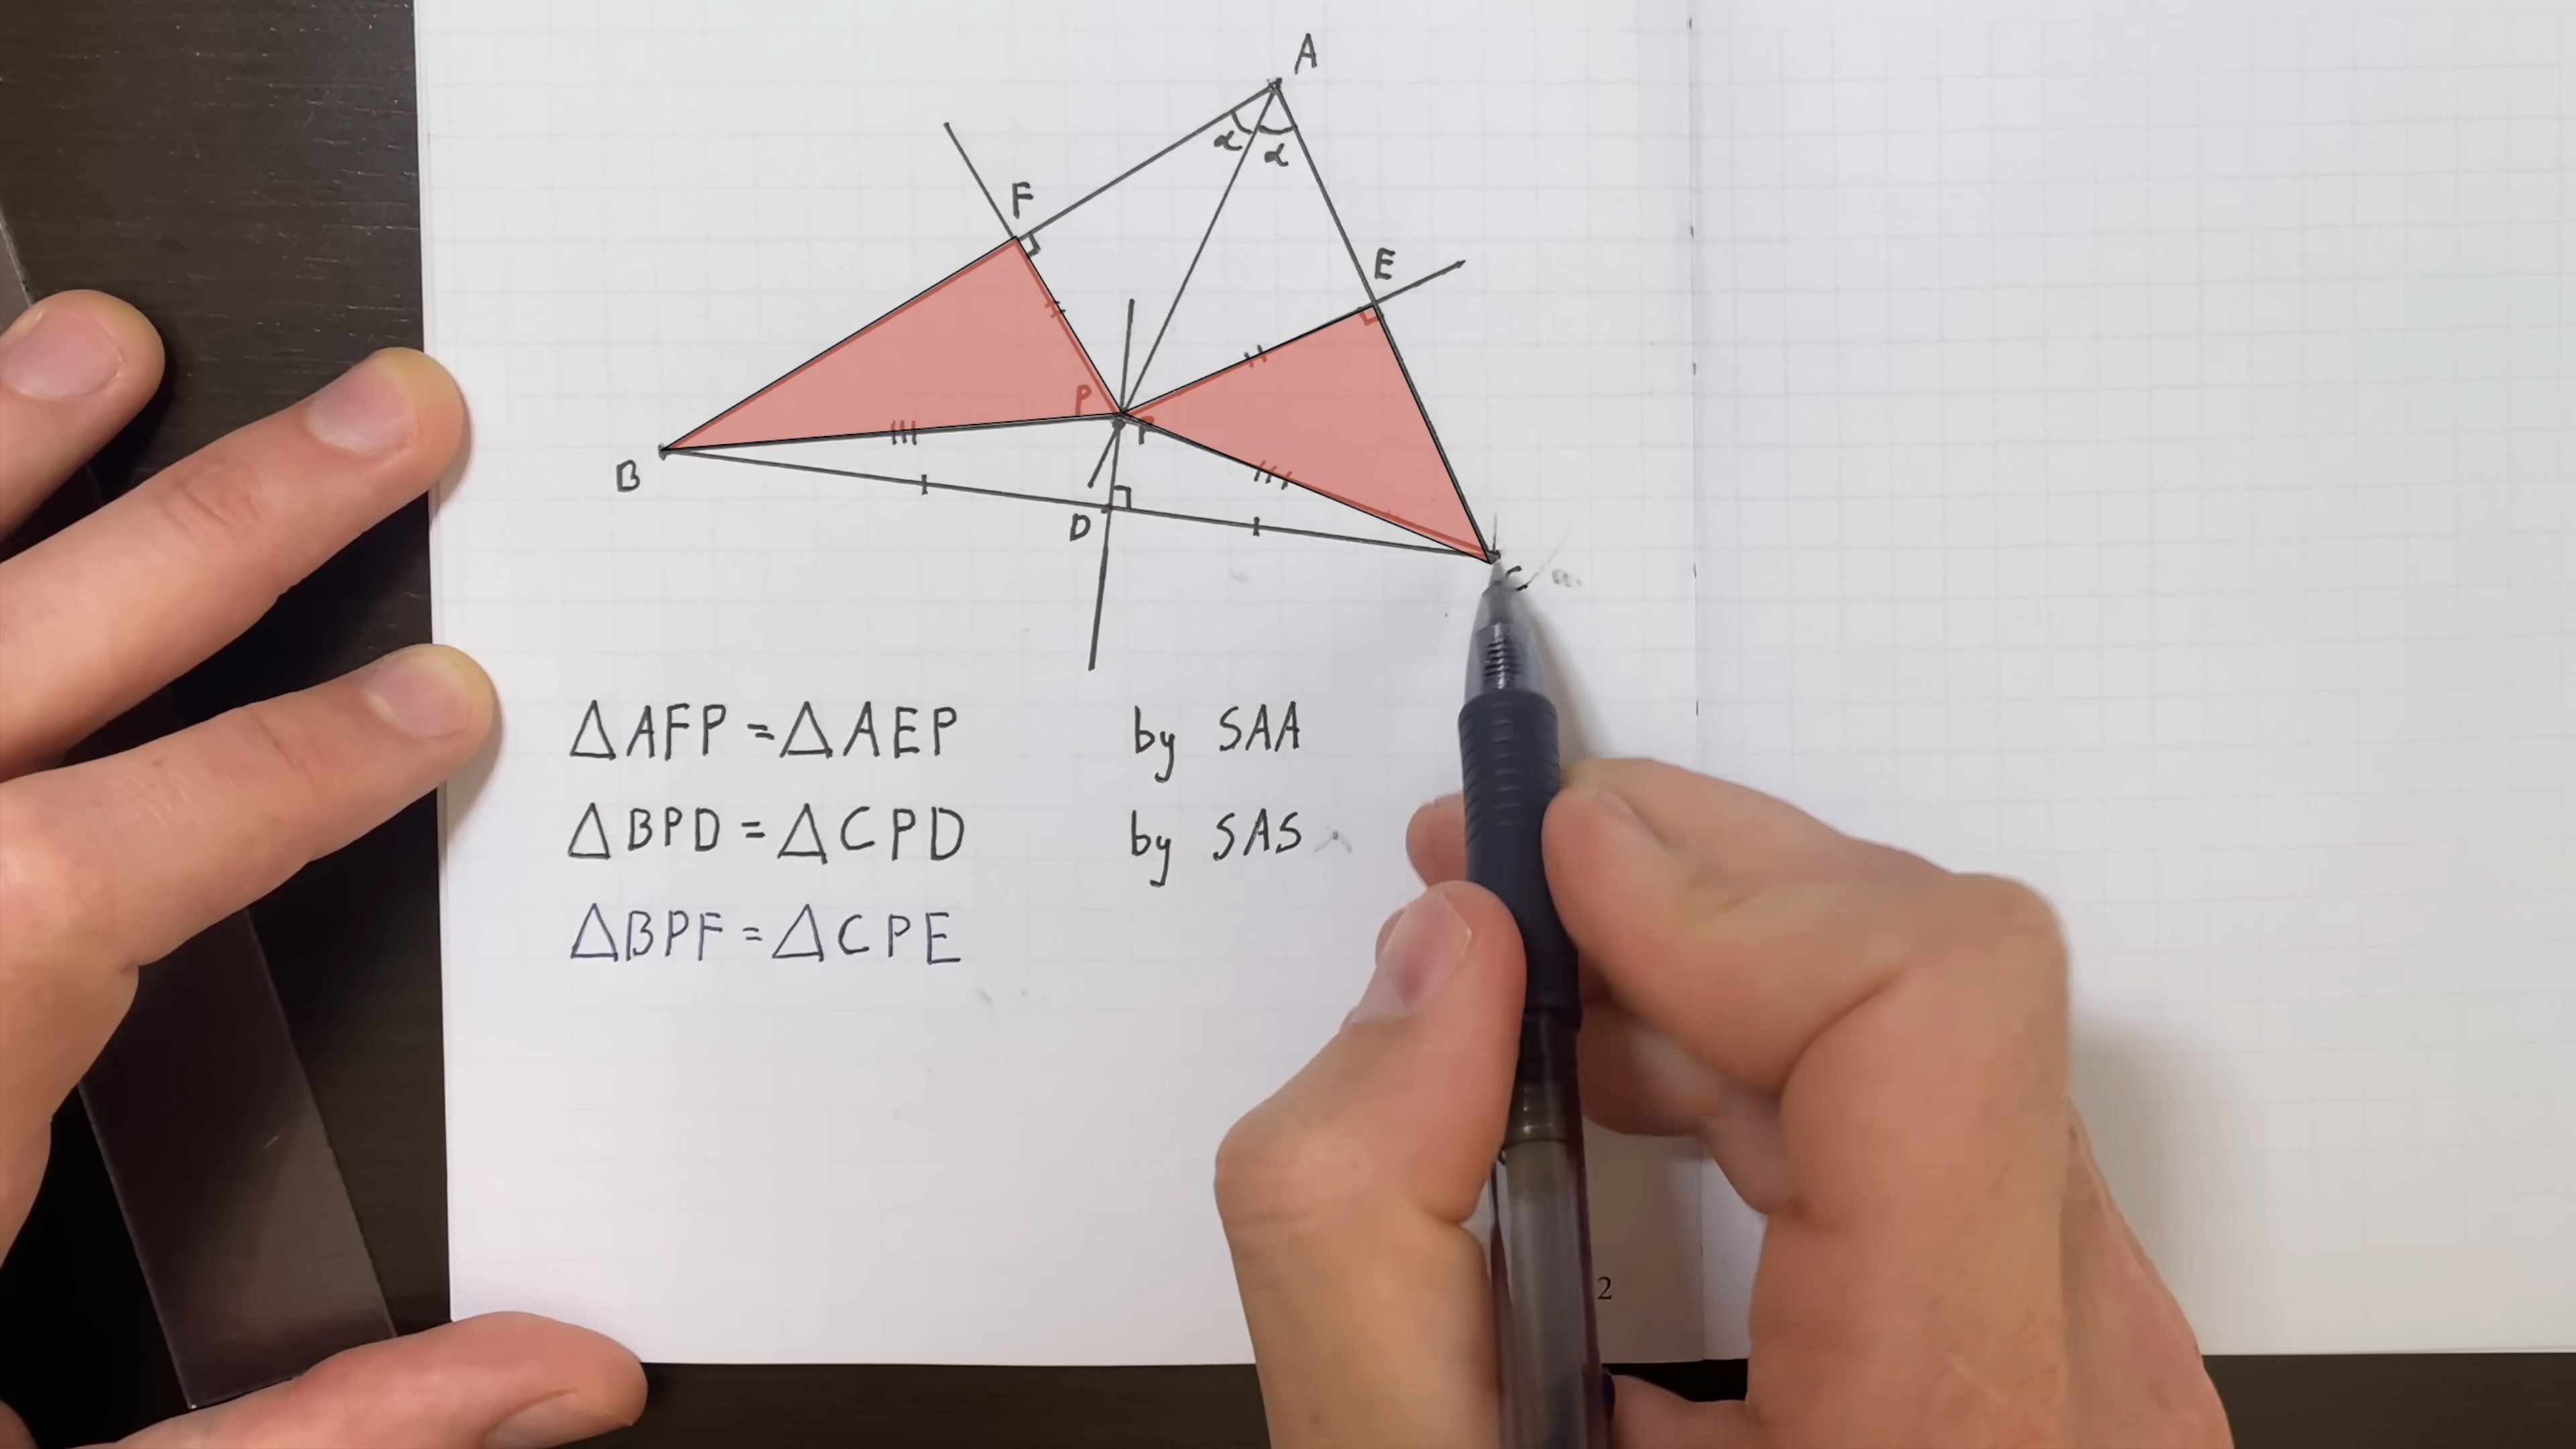 A
α α
F
E
P
B
D
C
△AFP = △AEP by SAA
△BPD = △CPD by SAS
△BPF = △CPE
2